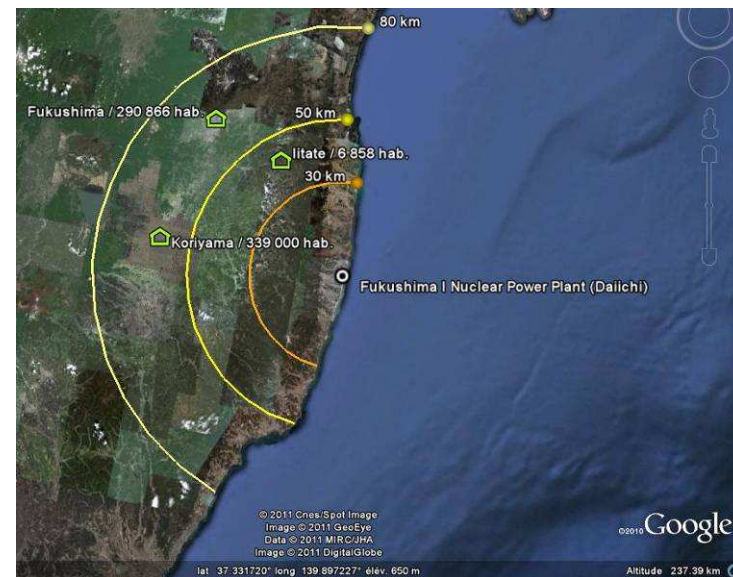 80 km
Fukushima / 290 866 hab.
50 km
Iitate / 6 858 hab.
30 km
Koriyama / 339 000 hab.
Fukushima I Nuclear Power Plant (Daiichi)
© 2011 Cnes/Spot Image
Image © 2011 GeoEye
Data © 2011 MIRC/JHA
Image © 2011 DigitalGlobe
©2010 Google
lat 37.331720° long 139.897227° élév. 650 m
Altitude 237.39 km